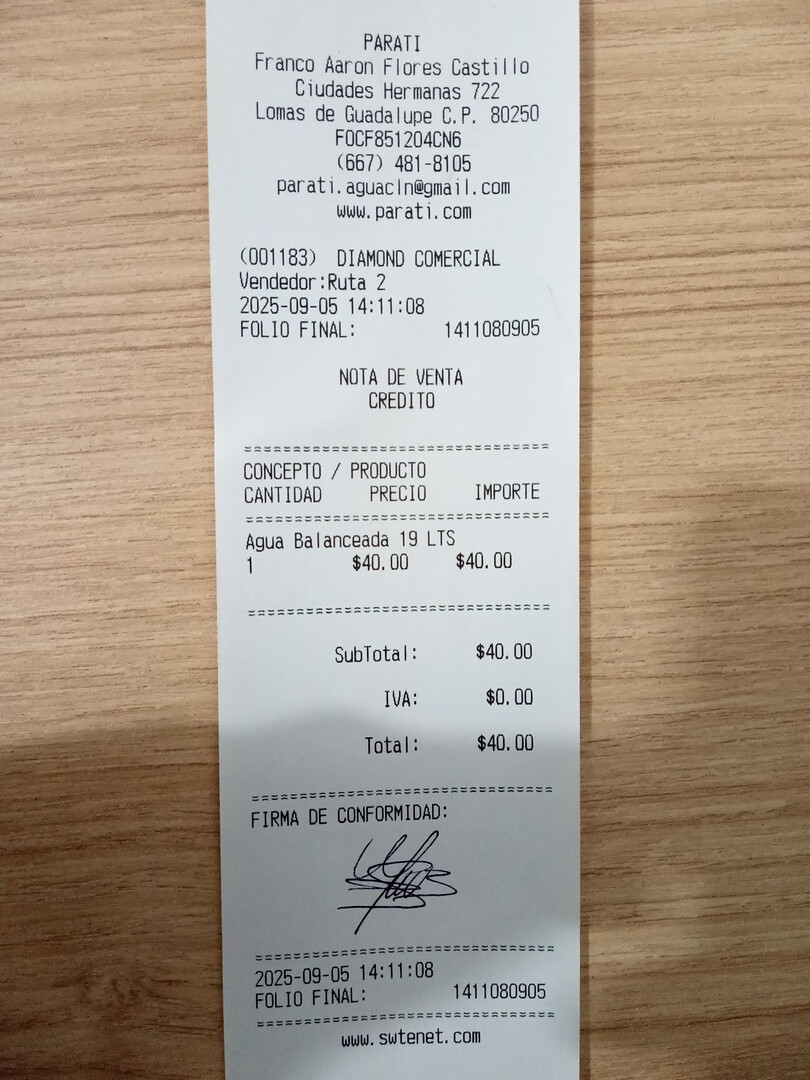 PARATI
Franco Aaron Flores Castillo
Ciudades Hermanas 722
Lomas de Guadalupe C.P. 80250
FOCF851204CN6
(667) 481-8105
parati.aguacln@gmail.com
www.parati.com
(001183) DIAMOND COMERCIAL
Vendedor:Ruta 2
2025-09-05 14:11:08
FOLIO FINAL: 1411080905
NOTA DE VENTA
CREDITO
================================
CONCEPTO / PRODUCTO
CANTIDAD PRECIO IMPORTE
================================
Agua Balanceada 19 LTS
1 $40.00 $40.00
================================
SubTotal: $40.00
IVA: $0.00
Total: $40.00
================================
FIRMA DE CONFORMIDAD:
================================
2025-09-05 14:11:08
FOLIO FINAL: 1411080905
================================
www.swtenet.com